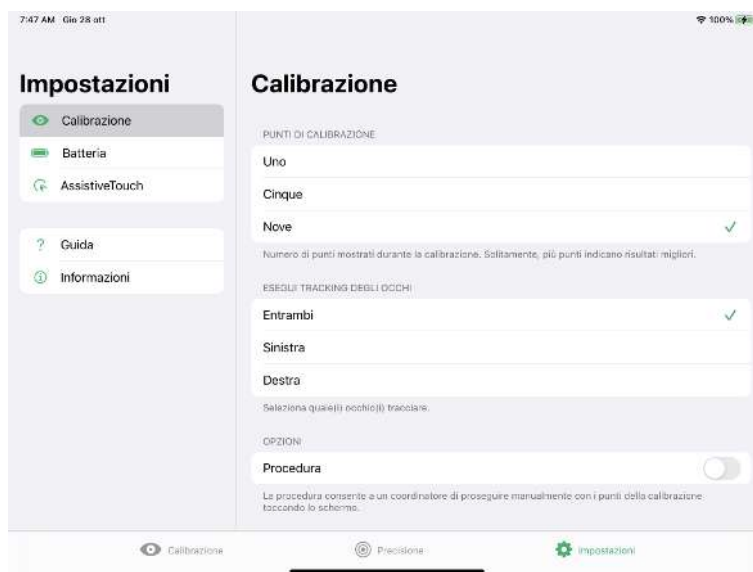 7:47 AM Gio 28 ott
100%
Impostazioni
Calibrazione
Batteria
AssistiveTouch
Guida
Informazioni
Calibrazione
PUNTI DI CALIBRAZIONE
Uno
Cinque
Nove
Numero di punti mostrati durante la calibrazione. Solitamente, più punti indicano risultati migliori.
ESEGUI TRACKING DEGLI OCCHI
Entrambi
Sinistra
Destra
Seleziona quale(i) occhio(i) tracciare.
OPZIONI
Procedura
La procedura consente a un coordinatore di proseguire manualmente con i punti della calibrazione
toccando lo schermo.
Calibrazione
Precisione
Impostazioni